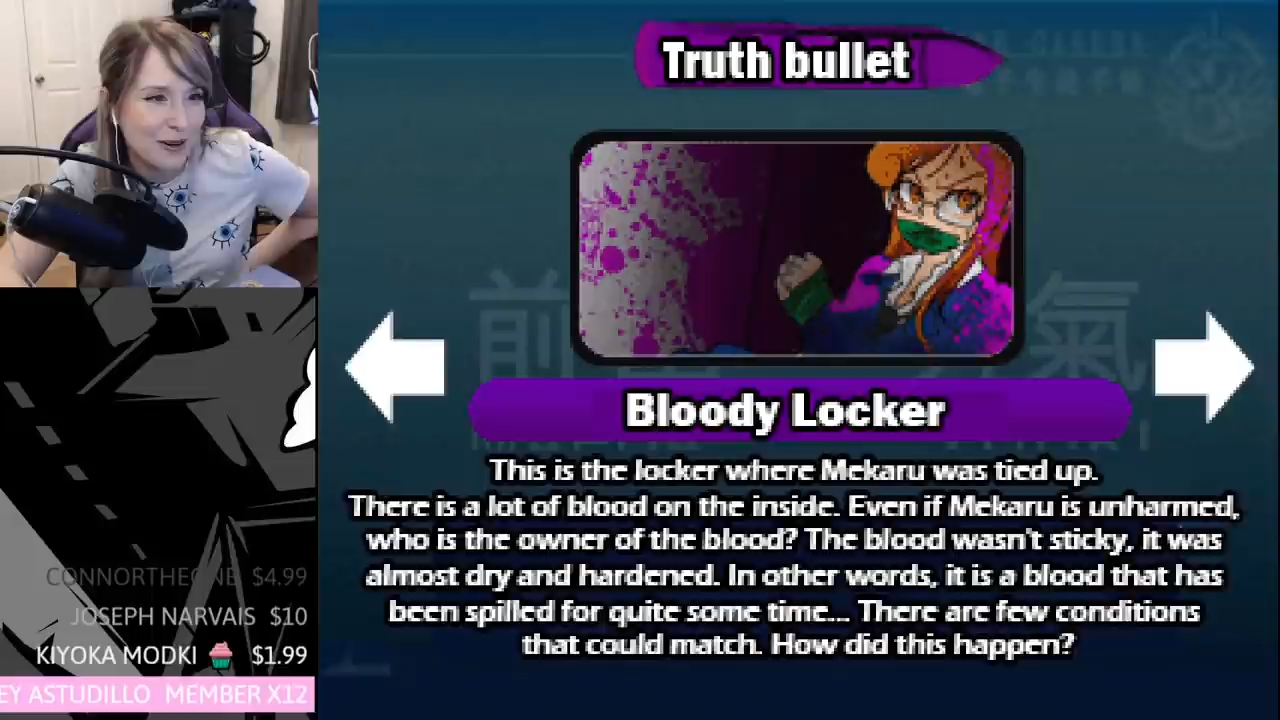 Truth bullet
前
氣
Bloody Locker
This is the locker where Mekaru was tied up.
There is a lot of blood on the inside. Even if Mekaru is unharmed,
who is the owner of the blood? The blood wasn't sticky, it was
almost dry and hardened. In other words, it is a blood that has
been spilled for quite some time... There are few conditions
that could match. How did this happen?
CONNORTHEONE $4.99
JOSEPH NARVAIS $10
KIYOKA MODKI 🧁 $1.99
EY ASTUDILLO MEMBER X12